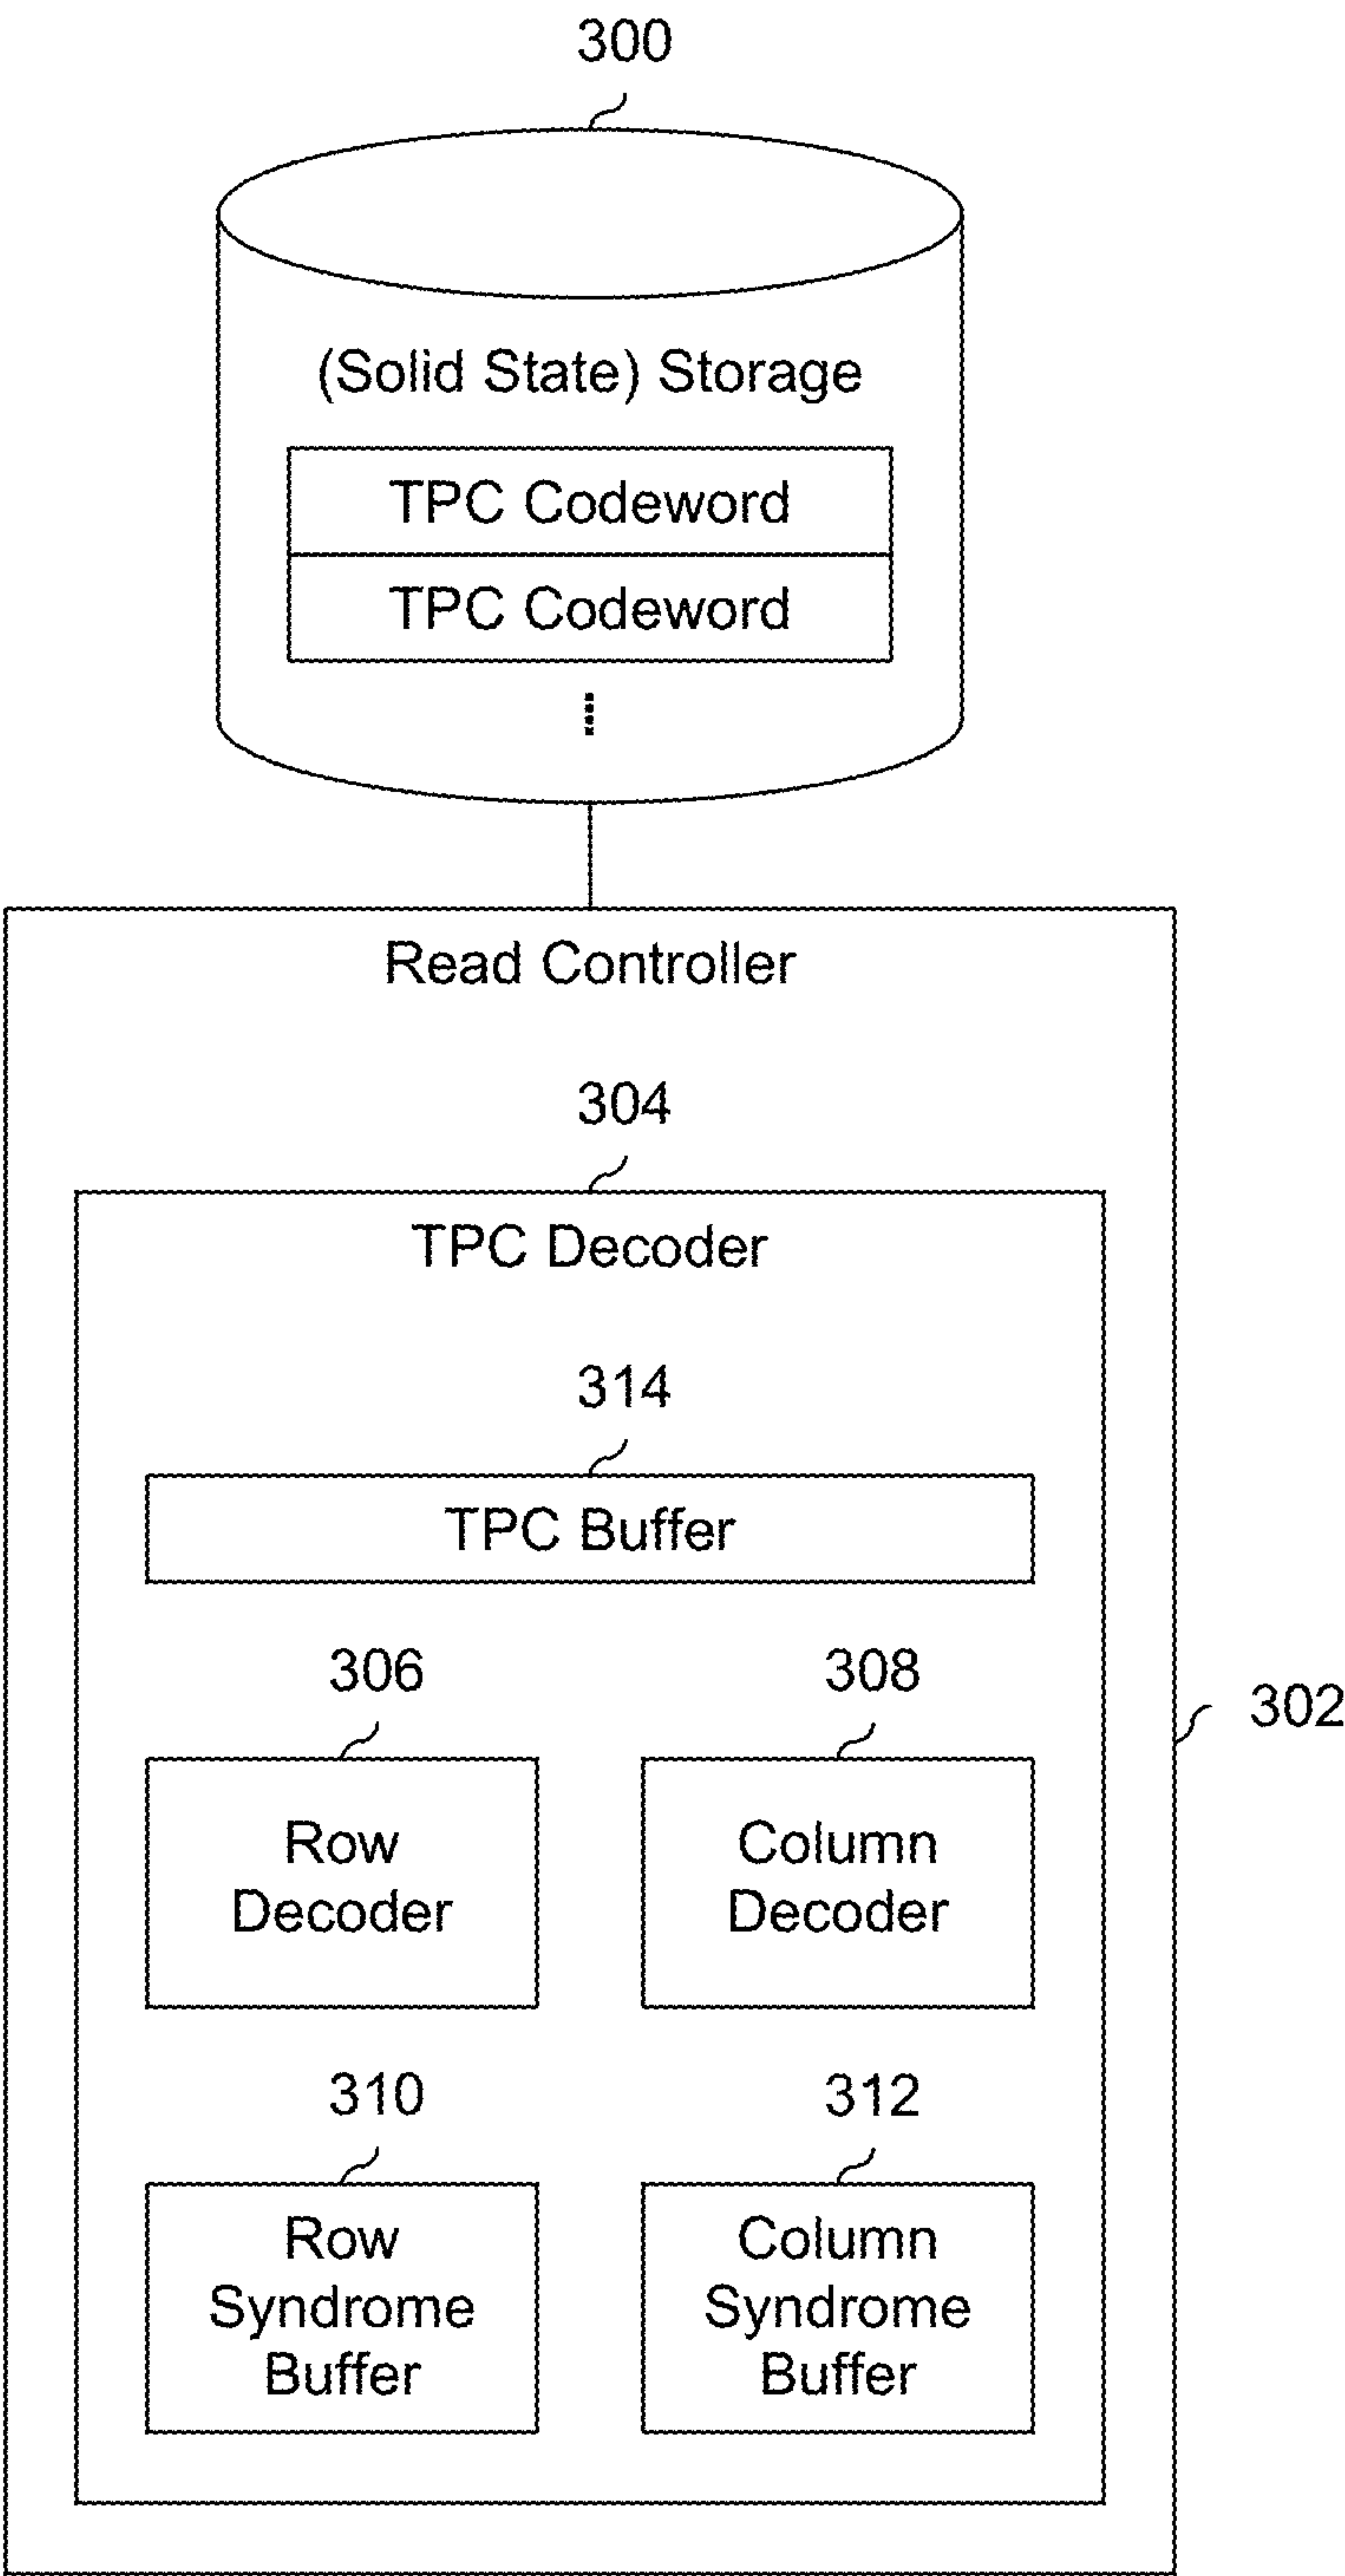 300
(Solid State) Storage
TPC Codeword
TPC Codeword
Read Controller
304
TPC Decoder
314
TPC Buffer
306
308
302
Row
Decoder
Column
Decoder
310
312
Row
Syndrome
Buffer
Column
Syndrome
Buffer